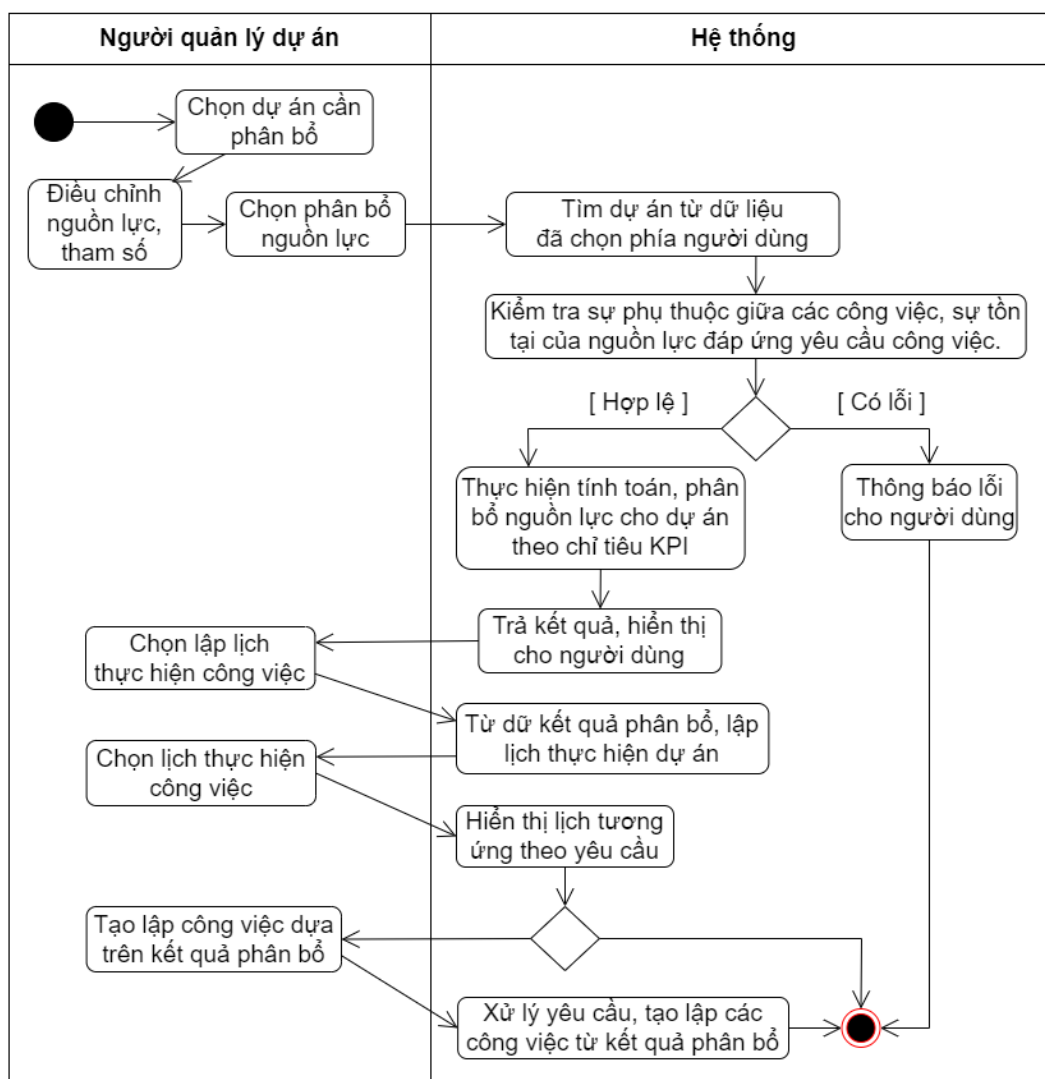 Người quản lý dự án
Hệ thống
Chọn dự án cần
phân bổ
Điều chỉnh
nguồn lực,
tham số
Chọn phân bổ
nguồn lực
Tìm dự án từ dữ liệu
đã chọn phía người dùng
Kiểm tra sự phụ thuộc giữa các công việc, sự tồn
tại của nguồn lực đáp ứng yêu cầu công việc.
[ Hợp lệ ]
[ Có lỗi ]
Thực hiện tính toán, phân
bổ nguồn lực cho dự án
theo chỉ tiêu KPI
Thông báo lỗi
cho người dùng
Trả kết quả, hiển thị
cho người dùng
Chọn lập lịch
thực hiện công việc
Từ dữ kết quả phân bổ, lập
lịch thực hiện dự án
Chọn lịch thực hiện
công việc
Hiển thị lịch tương
ứng theo yêu cầu
Tạo lập công việc dựa
trên kết quả phân bổ
Xử lý yêu cầu, tạo lập các
công việc từ kết quả phân bổ